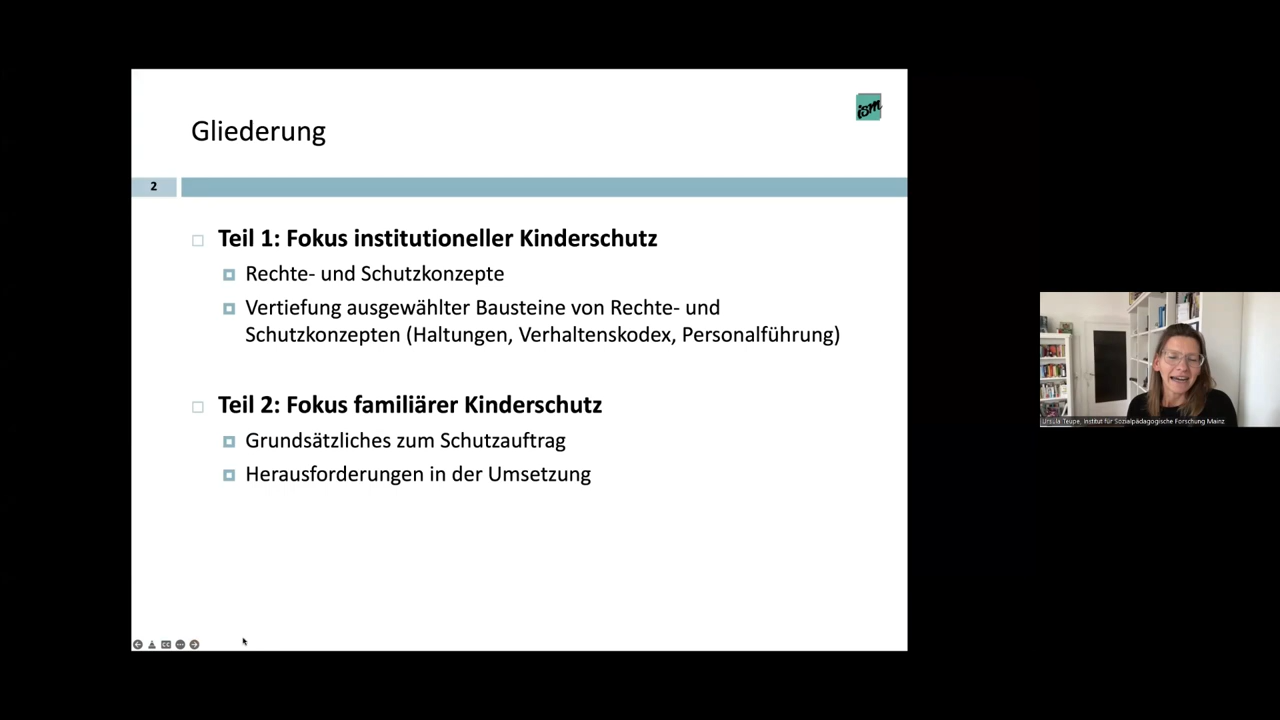 Gliederung
ism
2
Teil 1: Fokus institutioneller Kinderschutz
Rechte- und Schutzkonzepte
Vertiefung ausgewählter Bausteine von Rechte- und
Schutzkonzepten (Haltungen, Verhaltenskodex, Personalführung)
Teil 2: Fokus familiärer Kinderschutz
Grundsätzliches zum Schutzauftrag
Herausforderungen in der Umsetzung
Ursula Teupe, Institut für Sozialpädagogische Forschung Mainz